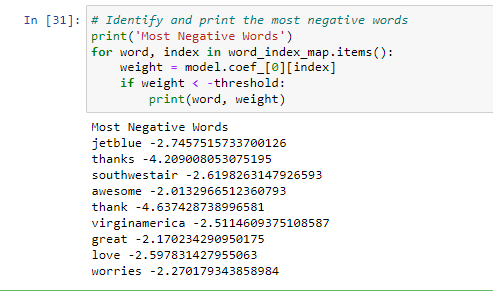 In [31]: # Identify and print the most negative words
print('Most Negative Words')
for word, index in word_index_map.items():
    weight = model.coef_[0][index]
    if weight < -threshold:
        print(word, weight)
Most Negative Words
jetblue -2.7457515733700126
thanks -4.209008053075195
southwestair -2.6198263147926593
awesome -2.0132966512360793
thank -4.637428738996581
virginamerica -2.5114609375108587
great -2.170234290950175
love -2.597831427955063
worries -2.270179343858984